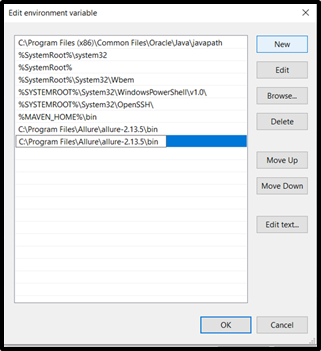 Edit environment variable
C:\Program Files (x86)\Common Files\Oracle\Java\javapath
%SystemRoot%\system32
%SystemRoot%
%SystemRoot%\System32\Wbem
%SYSTEMROOT%\System32\WindowsPowerShell\v1.0\
%SYSTEMROOT%\System32\OpenSSH\
%MAVEN_HOME%\bin
C:\Program Files\Allure\allure-2.13.5\bin
C:\Program Files\Allure\allure-2.13.5\bin
New
Edit
Browse...
Delete
Move Up
Move Down
Edit text...
OK
Cancel